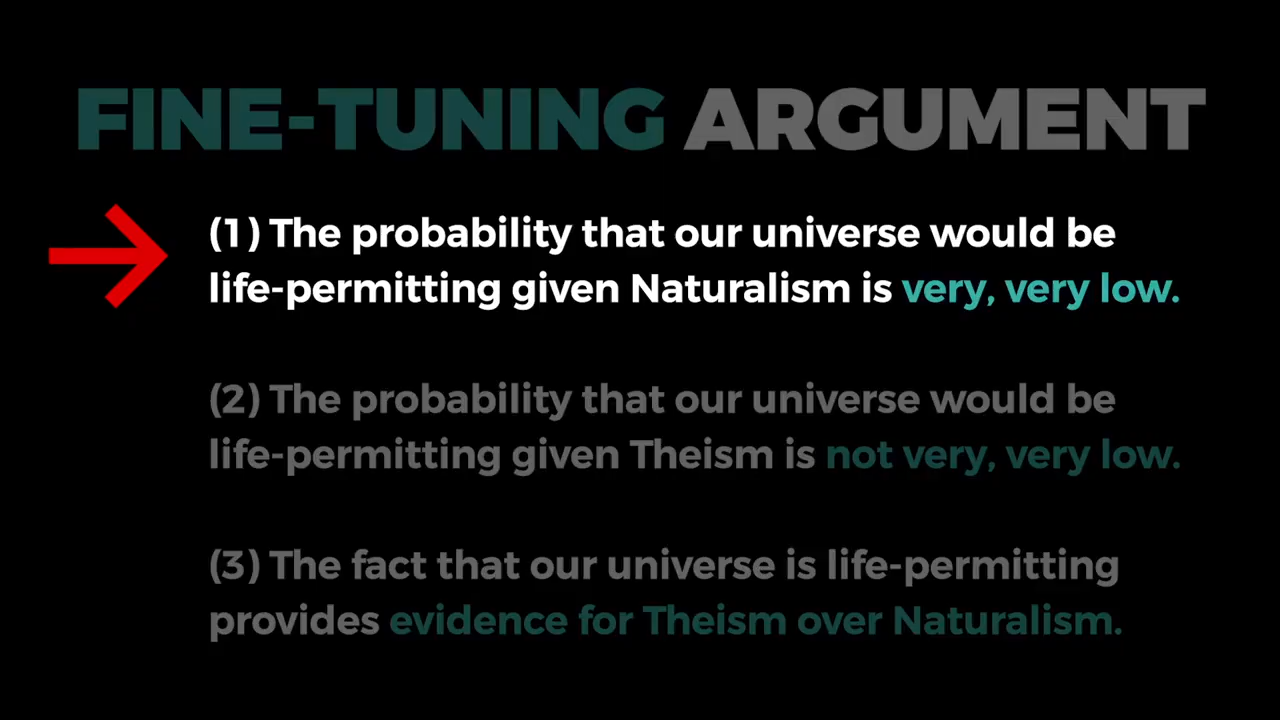 FINE-TUNING ARGUMENT
(1) The probability that our universe would be
life-permitting given Naturalism is very, very low.
(2) The probability that our universe would be
life-permitting given Theism is not very, very low.
(3) The fact that our universe is life-permitting
provides evidence for Theism over Naturalism.